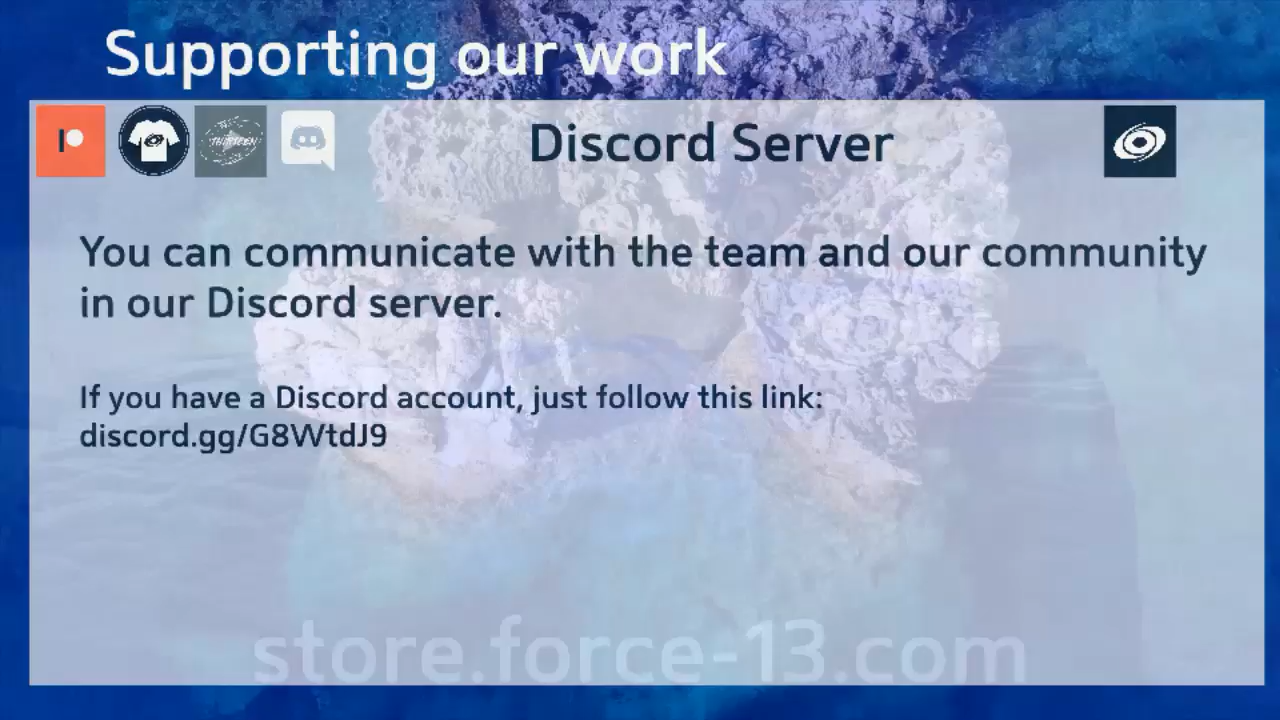 Supporting our work
THIRTEEN
Discord Server
You can communicate with the team and our community
in our Discord server.
If you have a Discord account, just follow this link:
discord.gg/G8WtdJ9
store.force-13.com